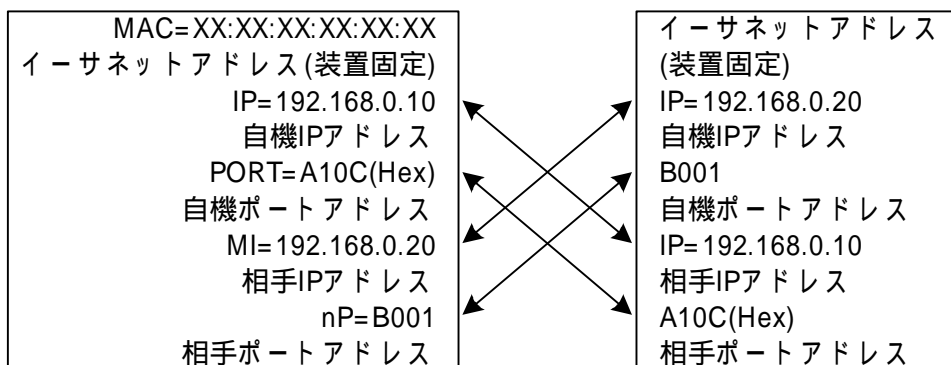 MAC=XX:XX:XX:XX:XX:XX
イーサネットアドレス(装置固定)
IP=192.168.0.10
自機IPアドレス
PORT=A10C(Hex)
自機ポートアドレス
MI=192.168.0.20
相手IPアドレス
nP=B001
相手ポートアドレス
イーサネットアドレス
(装置固定)
IP=192.168.0.20
自機IPアドレス
B001
自機ポートアドレス
IP=192.168.0.10
相手IPアドレス
A10C(Hex)
相手ポートアドレス